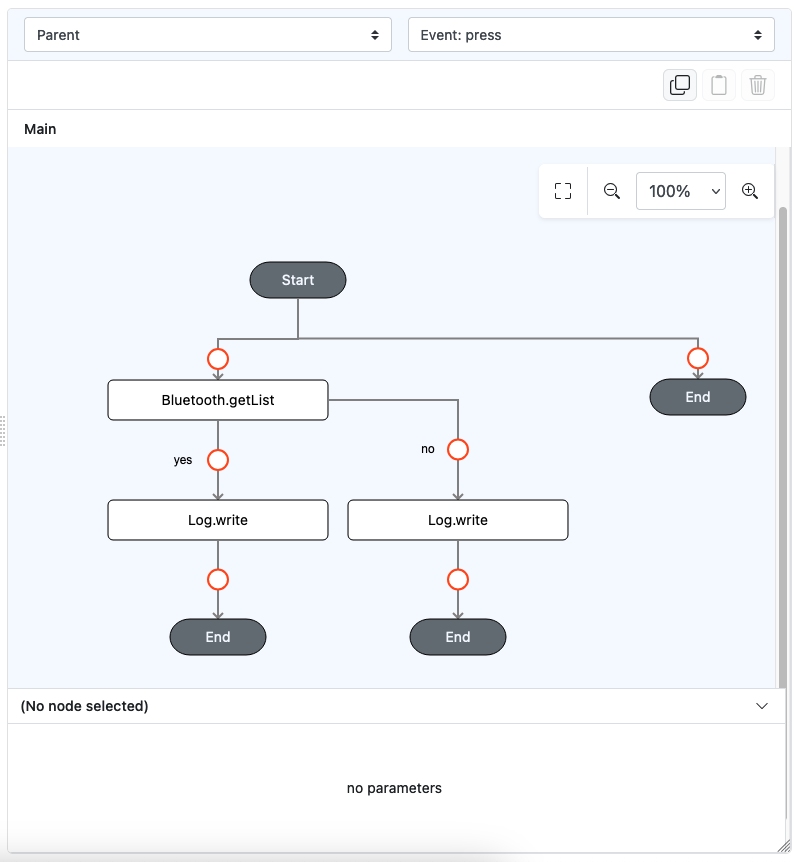 Parent
Event: press
Main
100%
Start
End
Bluetooth.getList
yes
no
Log.write
Log.write
End
End
(No node selected)
no parameters